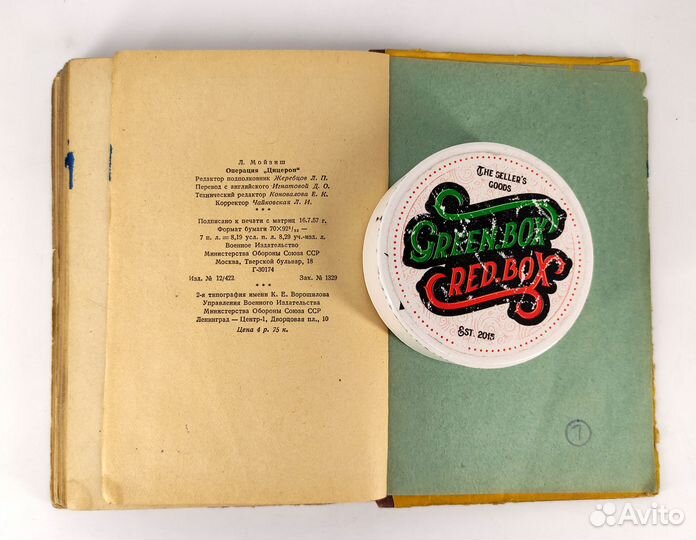 Л. Мойзиш
Операция „Цицерон"
Редактор подполковник Жеребцов Л. П.
Перевод с английского Игнатовой Д. О.
Технический редактор Коновалова Е. К.
Корректор Чайковская Л. И.
* * *
Подписано к печати с матриц 16.7.57 г.
Формат бумаги 70×92¹/₃₂ —
7 п. л. = 8,19 усл. п. л. 8,29 уч.-изд. л.
Военное Издательство
Министерства Обороны Союза ССР
Москва, Тверской бульвар, 18
Г-30174
Изд. № 12/422. Зак. № 1329
* * *
2-я типография имени К. Е. Ворошилова
Управления Военного Издательства
Министерства Обороны Союза ССР
Ленинград — Центр-1, Дворцовая пл., 10
Цена 4 р. 75 к.
THE SELLER'S
GOODS
GREEN.BOX
RED.BOX
EST. 2015
7
Avito